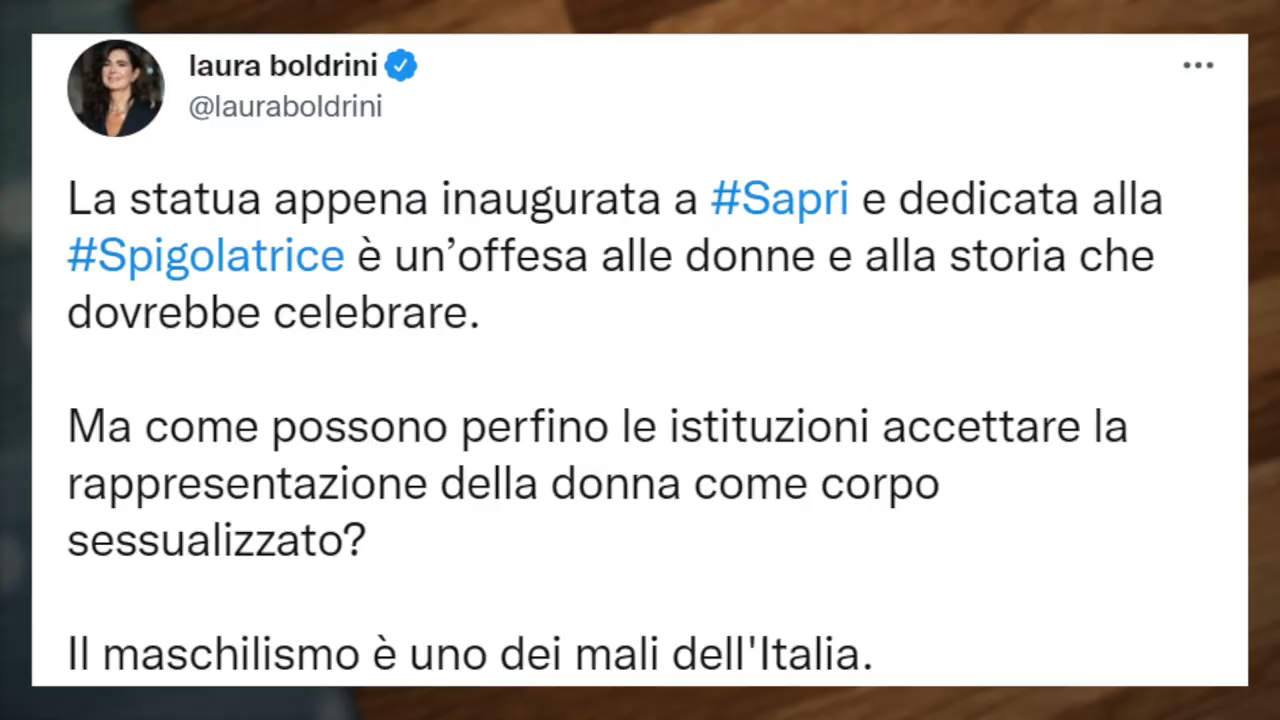 laura boldrini
@lauraboldrini
La statua appena inaugurata a #Sapri e dedicata alla
#Spigolatrice è un’offesa alle donne e alla storia che
dovrebbe celebrare.
Ma come possono perfino le istituzioni accettare la
rappresentazione della donna come corpo
sessualizzato?
Il maschilismo è uno dei mali dell'Italia.